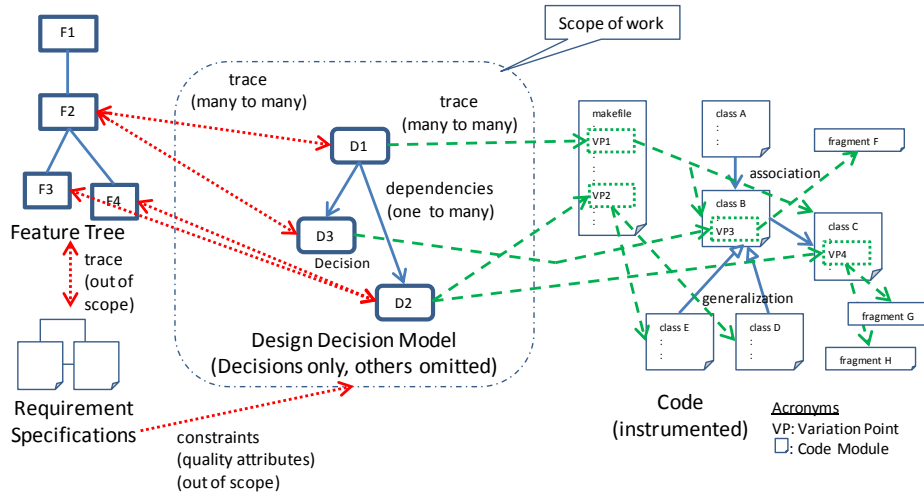 F1
Scope of work
trace
(many to many)
trace
(many to many)
F2
makefile
:
:
VP1
:
:
VP2
:
:
class A
:
:
fragment F
D1
association
F3
F4
dependencies
(one to many)
class B
:
VP3
class C
:
VP4
Feature Tree
D3
Decision
trace
(out of
scope)
D2
generalization
fragment G
class E
:
:
class D
:
:
fragment H
Design Decision Model
(Decisions only, others omitted)
Requirement
Specifications
Code
(instrumented)
Acronyms
VP: Variation Point
: Code Module
constraints
(quality attributes)
(out of scope)